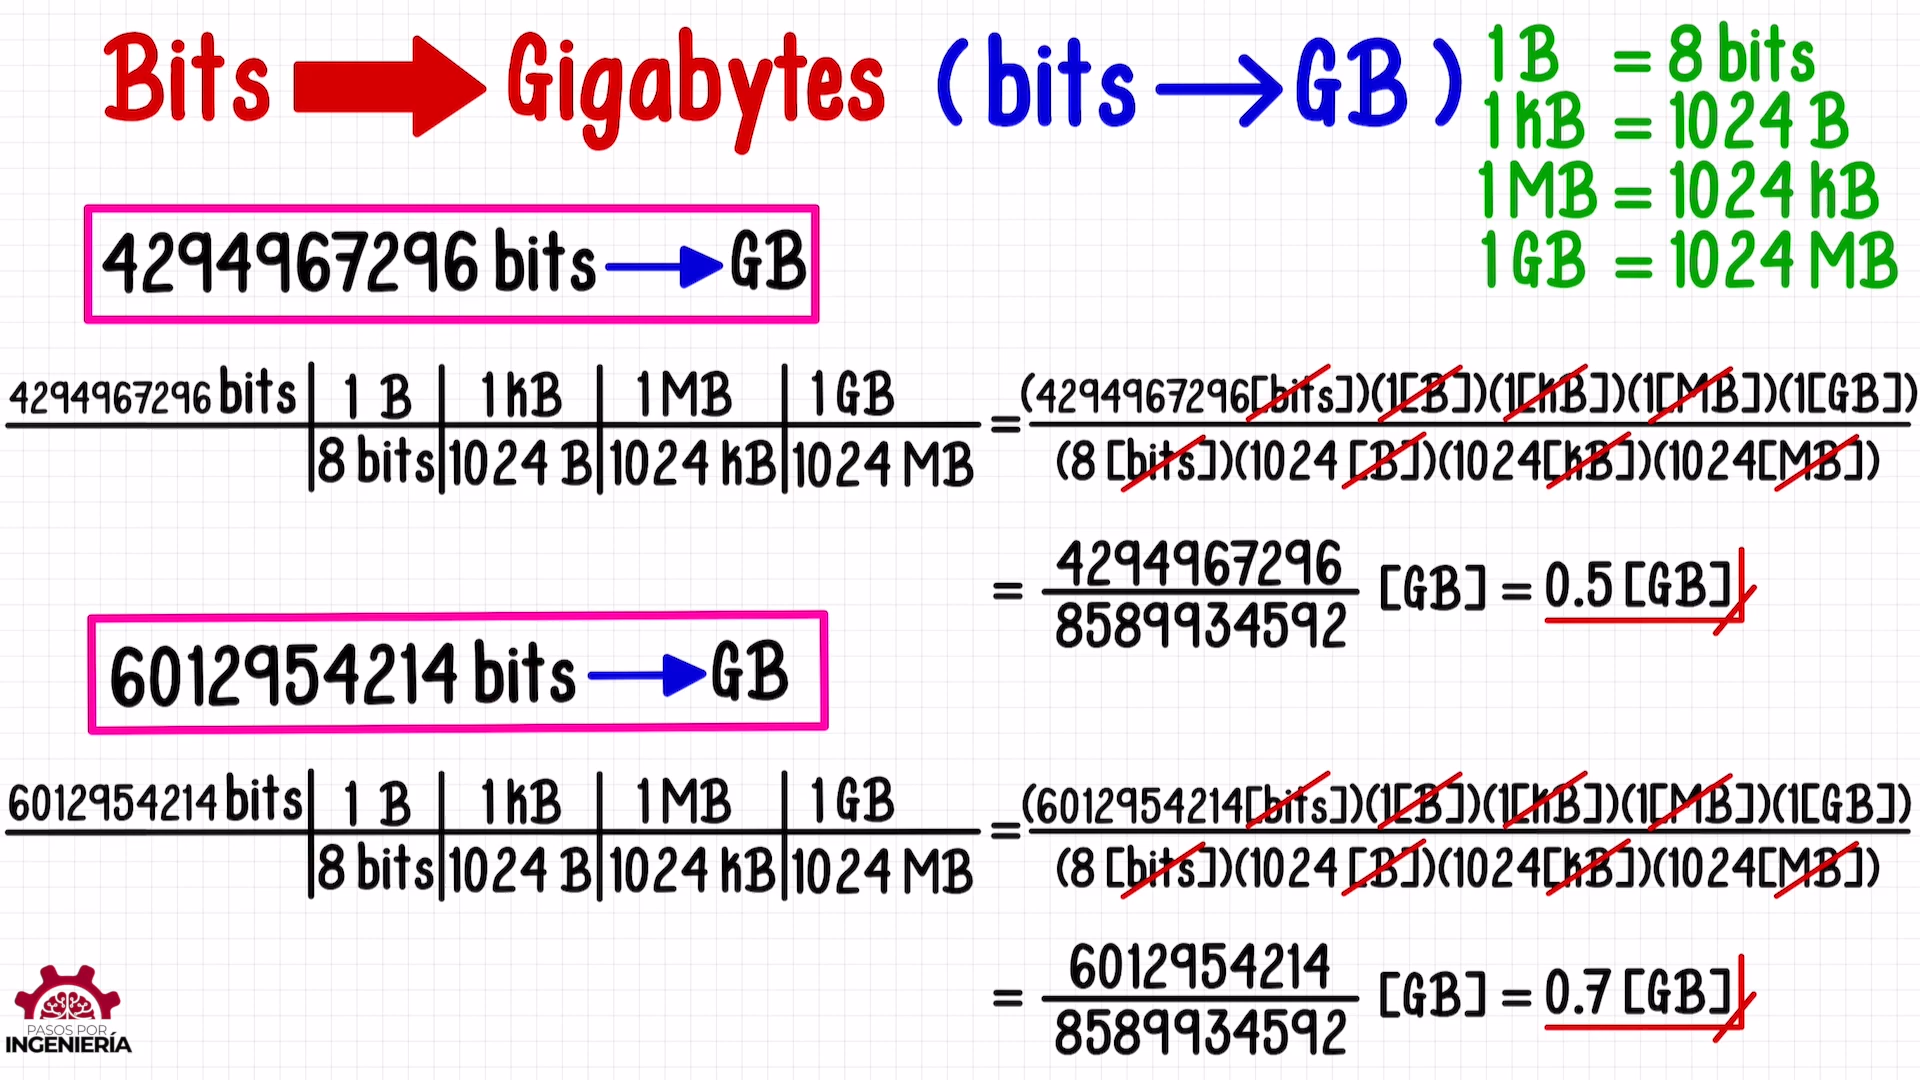 Bits Gigabytes (bits → GB)
1 B = 8 bits
1 kB = 1024 B
1 MB = 1024 kB
1 GB = 1024 MB
4294967296 bits → GB
4294967296 bits | 1 B | 1 kB | 1 MB | 1 GB
8 bits | 1024 B | 1024 kB | 1024 MB
= (4294967296[bits])(1[B])(1[kB])(1[MB])(1[GB])
(8 [bits])(1024 [B])(1024[kB])(1024[MB])
= 4294967296
8589934592
[GB] = 0.5 [GB]
6012954214 bits → GB
6012954214 bits | 1 B | 1 kB | 1 MB | 1 GB
8 bits | 1024 B | 1024 kB | 1024 MB
= (6012954214[bits])(1[B])(1[kB])(1[MB])(1[GB])
(8 [bits])(1024 [B])(1024[kB])(1024[MB])
= 6012954214
8589934592
[GB] = 0.7 [GB]
PASOS POR
INGENIERÍA